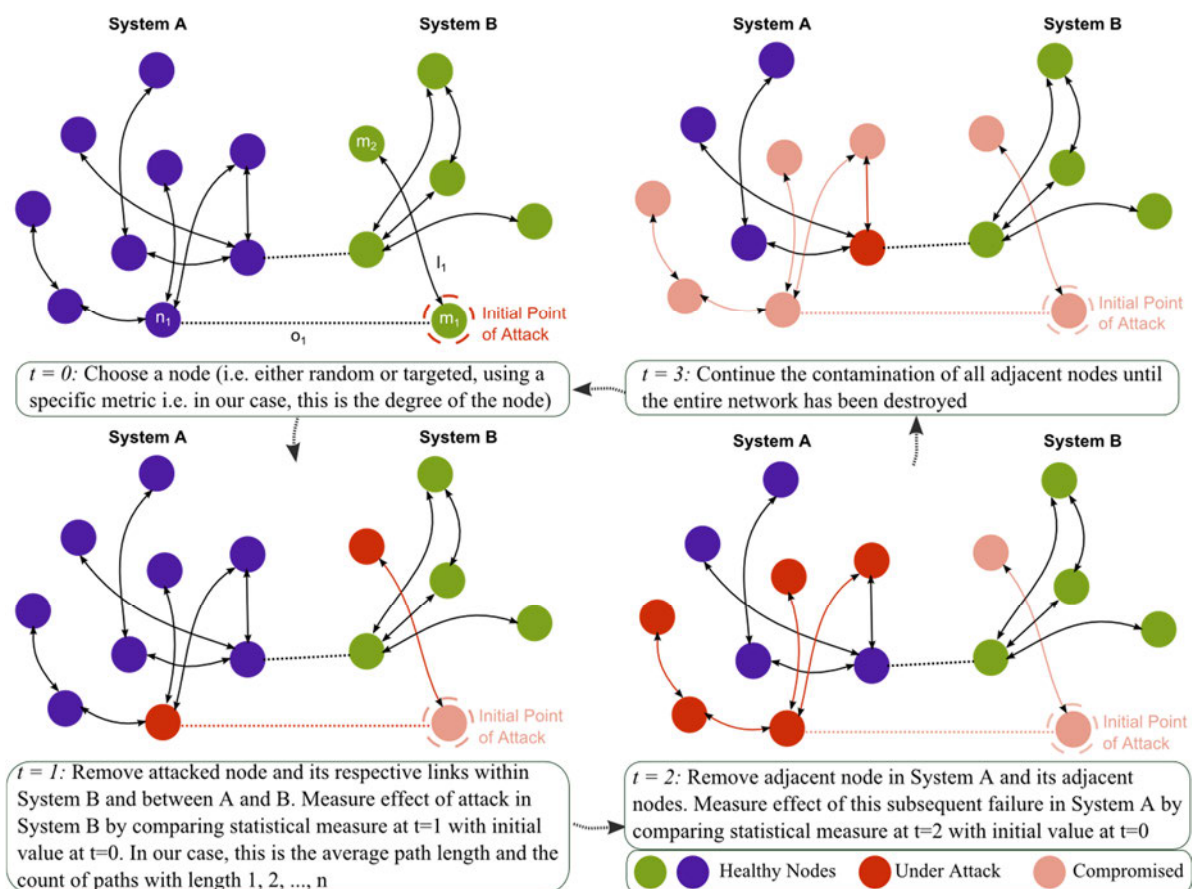 System A
System B
m2
l1
n1
o1
m1
Initial Point
of Attack
t = 0: Choose a node (i.e. either random or targeted, using a
specific metric i.e. in our case, this is the degree of the node)
System A
System B
Initial Point
of Attack
t = 3: Continue the contamination of all adjacent nodes until
the entire network has been destroyed
System A
System B
Initial Point
of Attack
t = 1: Remove attacked node and its respective links within
System B and between A and B. Measure effect of attack in
System B by comparing statistical measure at t=1 with initial
value at t=0. In our case, this is the average path length and the
count of paths with length 1, 2, ..., n
System A
System B
Initial Point
of Attack
t = 2: Remove adjacent node in System A and its adjacent
nodes. Measure effect of this subsequent failure in System A by
comparing statistical measure at t=2 with initial value at t=0
Healthy Nodes
Under Attack
Compromised